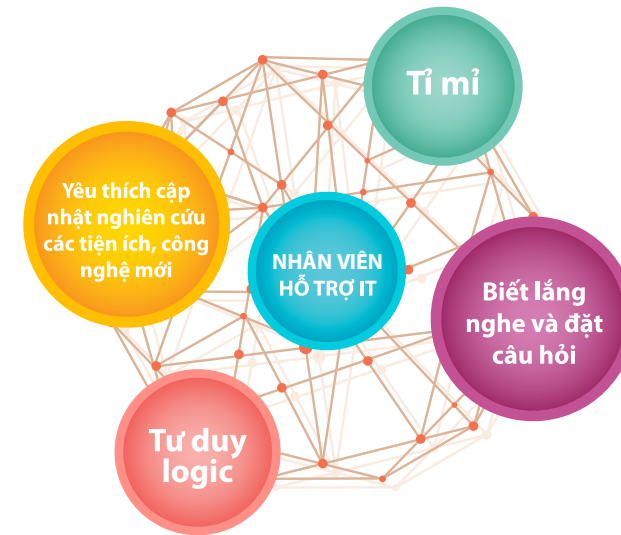 Tỉ mỉ
Yêu thích cập
nhật nghiên cứu
các tiện ích, công
nghệ mới
NHÂN VIÊN
HỖ TRỢ IT
Biết lắng
nghe và đặt
câu hỏi
Tư duy
logic